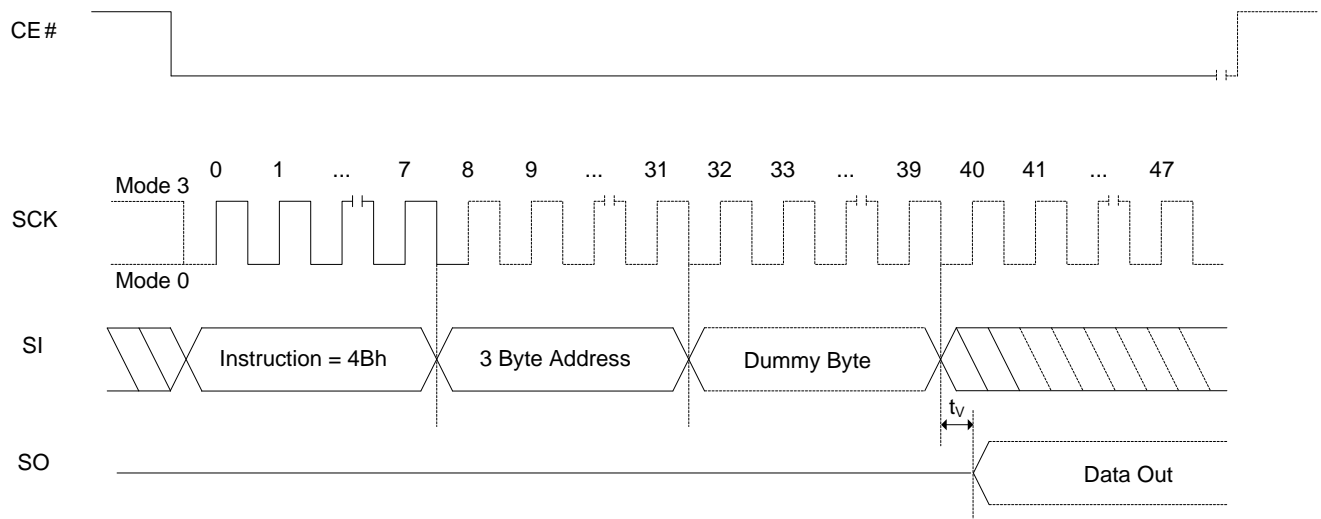 CE#
0 1 ... 7 8 9 ... 31 32 33 ... 39 40 41 ... 47
Mode 3
SCK
Mode 0
SI
Instruction = 4Bh
3 Byte Address
Dummy Byte
tV
SO
Data Out